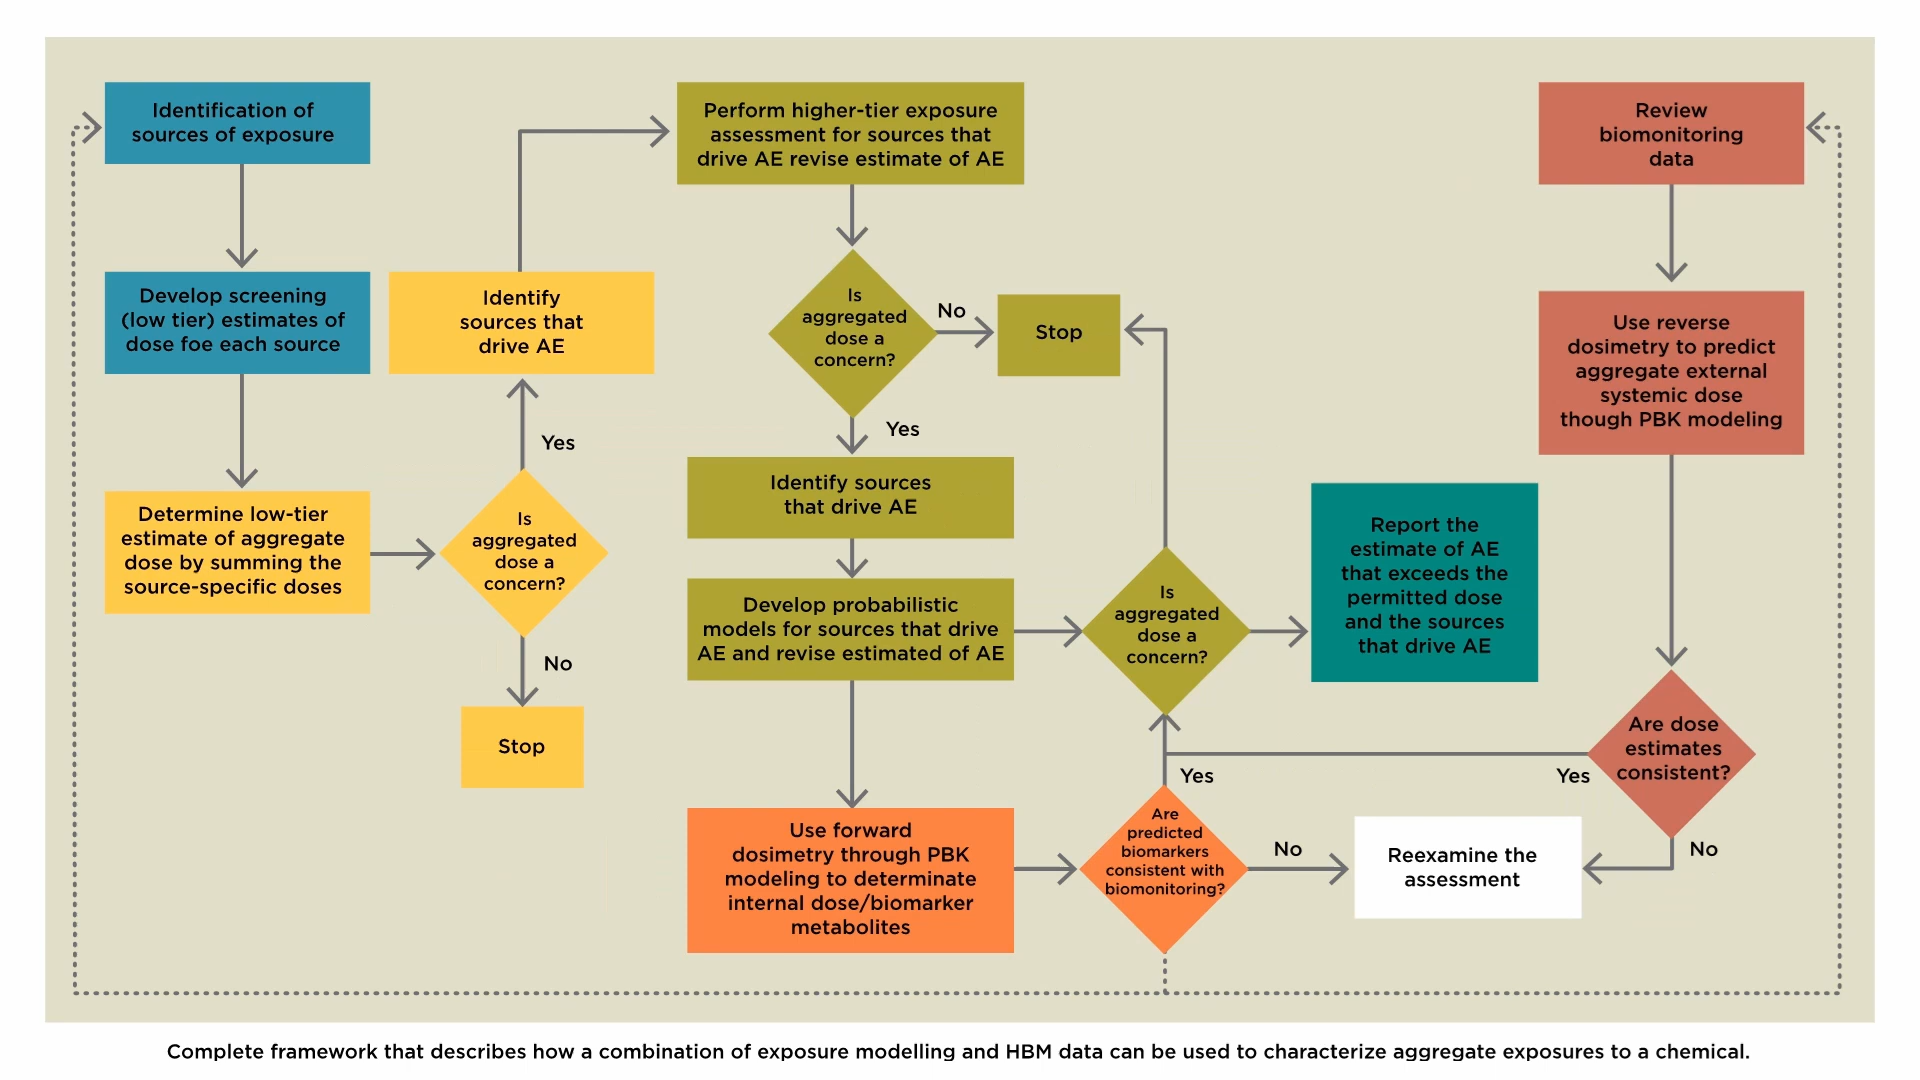 Identification of
sources of exposure
Develop screening
(low tier) estimates of
dose foe each source
Determine low-tier
estimate of aggregate
dose by summing the
source-specific doses
Is
aggregated
dose a
concern?
Yes
No
Identify
sources that
drive AE
Stop
Perform higher-tier exposure
assessment for sources that
drive AE revise estimate of AE
Is
aggregated
dose a
concern?
No
Stop
Yes
Identify sources
that drive AE
Develop probabilistic
models for sources that drive
AE and revise estimated of AE
Is
aggregated
dose a
concern?
Report the
estimate of AE
that exceeds the
permitted dose
and the sources
that drive AE
Use forward
dosimetry through PBK
modeling to determinate
internal dose/biomarker
metabolites
Are
predicted
biomarkers
consistent with
biomonitoring?
Yes
No
Reexamine the
assessment
Review
biomonitoring
data
Use reverse
dosimetry to predict
aggregate external
systemic dose
though PBK modeling
Are dose
estimates
consistent?
Yes
No
Complete framework that describes how a combination of exposure modelling and HBM data can be used to characterize aggregate exposures to a chemical.